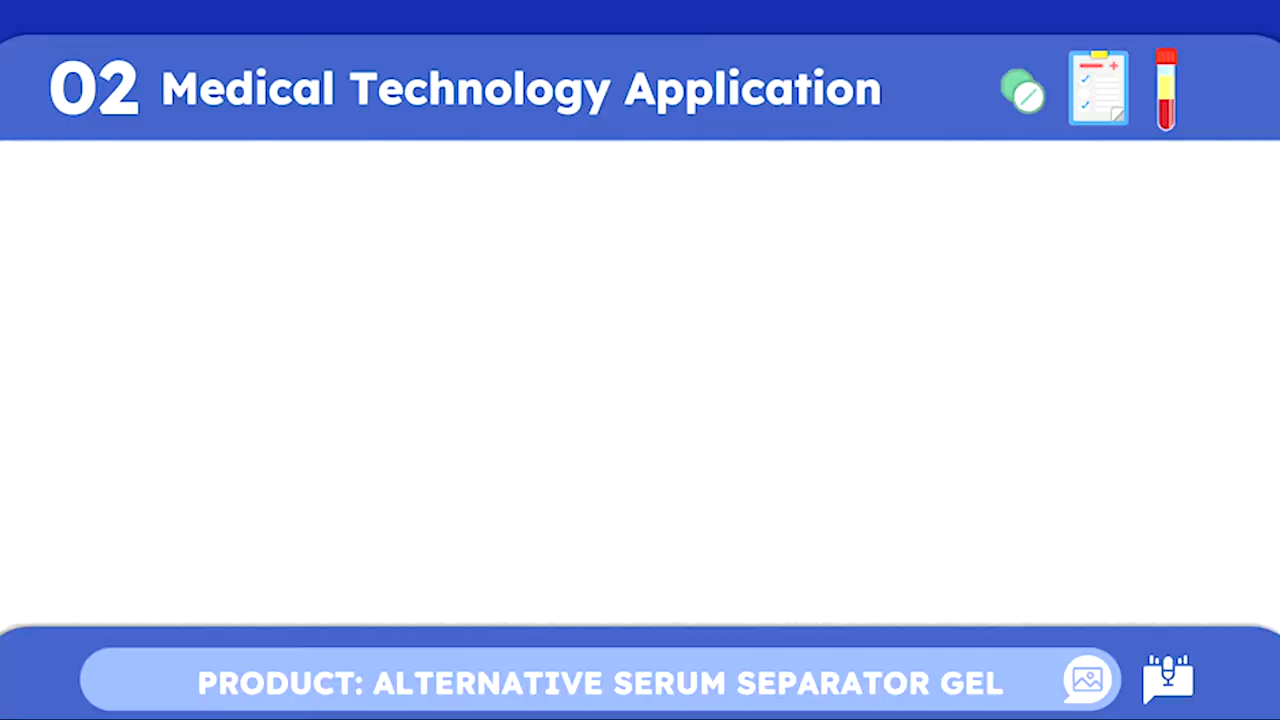 02 Medical Technology Application
PRODUCT: ALTERNATIVE SERUM SEPARATOR GEL